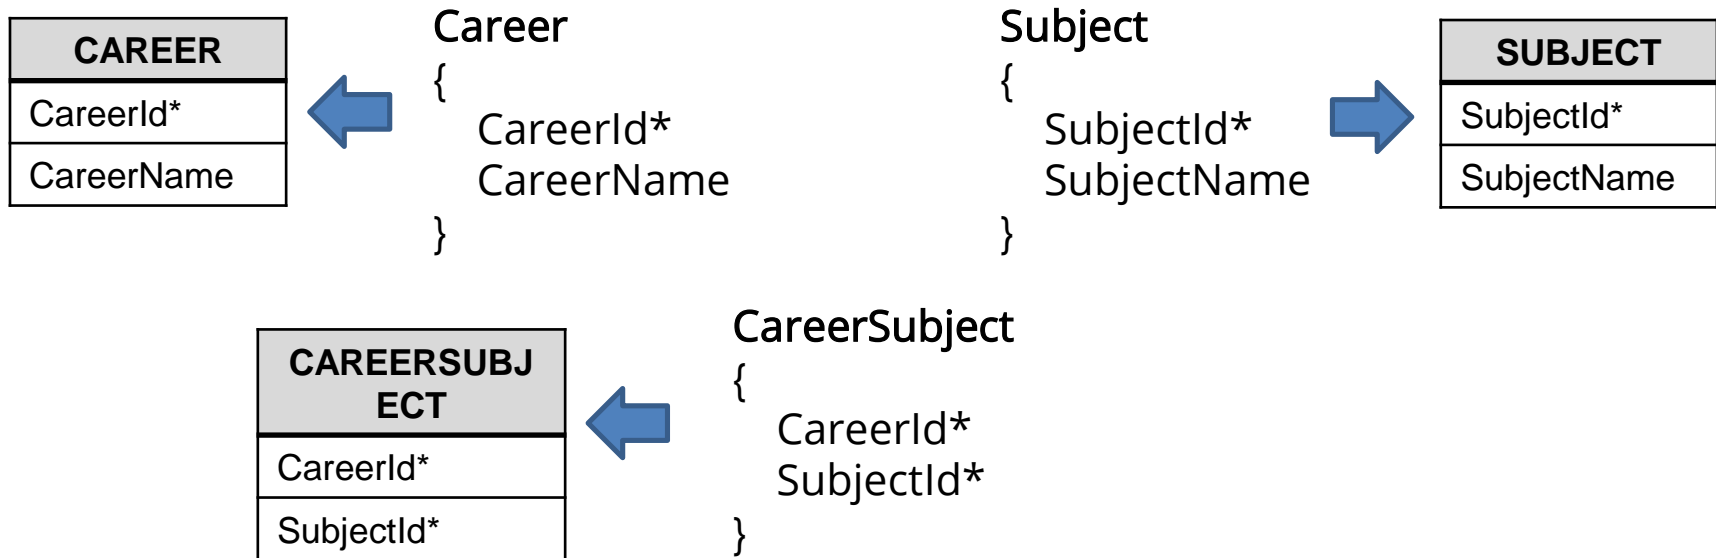 CAREER
CareerId*
CareerName
Career
{
CareerId*
CareerName
}
Subject
{
SubjectId*
SubjectName
}
SUBJECT
SubjectId*
SubjectName
CAREERSUBJ
ECT
CareerId*
SubjectId*
CareerSubject
{
CareerId*
SubjectId*
}